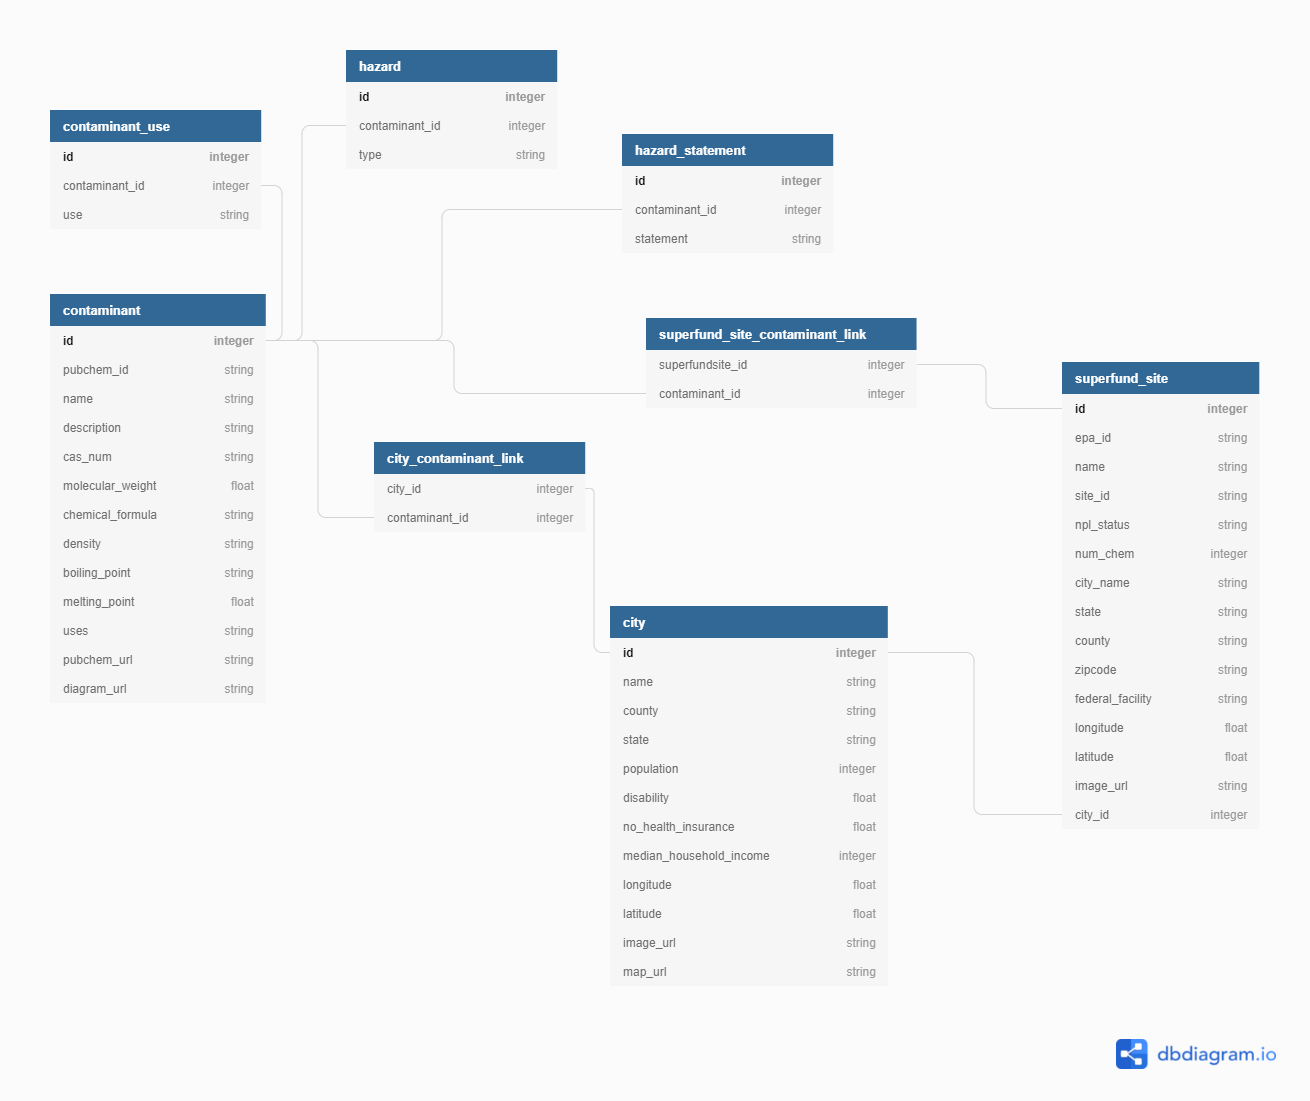 hazard
id integer
contaminant_id integer
type string
contaminant_use
id integer
contaminant_id integer
use string
hazard_statement
id integer
contaminant_id integer
statement string
contaminant
id integer
pubchem_id string
name string
description string
cas_num string
molecular_weight float
chemical_formula string
density string
boiling_point string
melting_point float
uses string
pubchem_url string
diagram_url string
superfund_site_contaminant_link
superfundsite_id integer
contaminant_id integer
superfund_site
id integer
epa_id string
name string
site_id string
npl_status string
num_chem integer
city_name string
state string
county string
zipcode string
federal_facility string
longitude float
latitude float
image_url string
city_id integer
city_contaminant_link
city_id integer
contaminant_id integer
city
id integer
name string
county string
state string
population integer
disability float
no_health_insurance float
median_household_income integer
longitude float
latitude float
image_url string
map_url string
dbdiagram.io